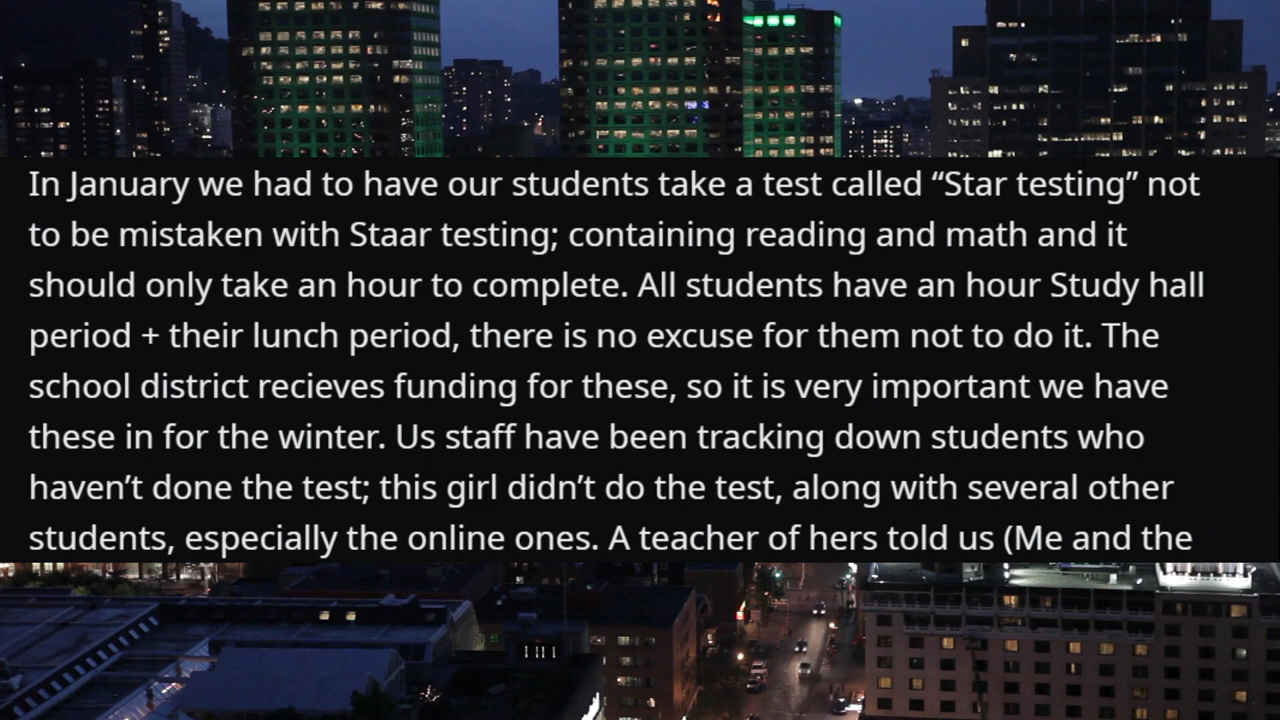 In January we had to have our students take a test called “Star testing” not
to be mistaken with Staar testing; containing reading and math and it
should only take an hour to complete. All students have an hour Study hall
period + their lunch period, there is no excuse for them not to do it. The
school district recieves funding for these, so it is very important we have
these in for the winter. Us staff have been tracking down students who
haven’t done the test; this girl didn’t do the test, along with several other
students, especially the online ones. A teacher of hers told us (Me and the